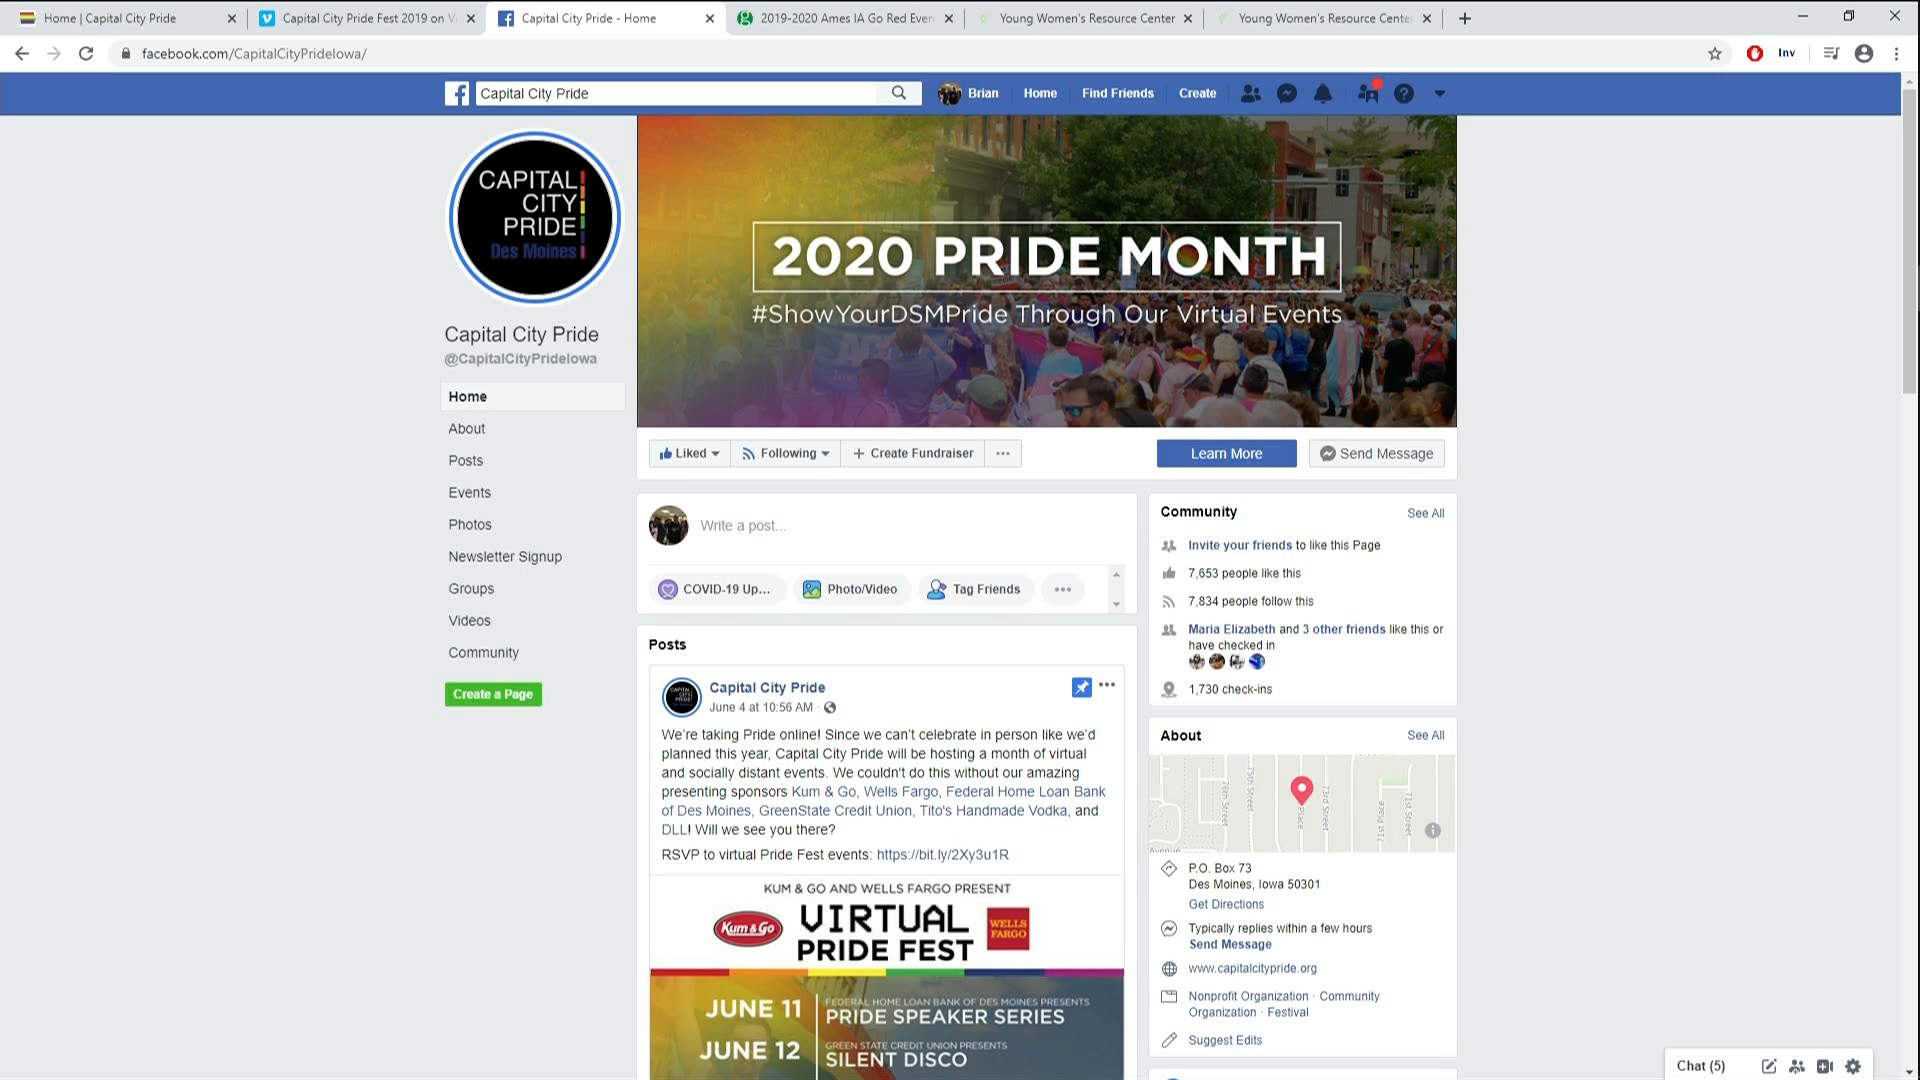 Home | Capital City Pride
Capital City Pride Fest 2019 on V
Capital City Pride - Home
2019-2020 Ames IA Go Red Even
Young Women's Resource Center
Young Women's Resource Cente
facebook.com/CapitalCityPrideIowa/
Inv
Capital City Pride
Brian
Home
Find Friends
Create
CAPITAL
CITY
PRIDE
Des Moines
2020 PRIDE MONTH
#ShowYourDSMPride Through Our Virtual Events
Capital City Pride
@CapitalCityPrideIowa
Home
About
Posts
Events
Photos
Newsletter Signup
Groups
Videos
Community
Create a Page
Liked
Following
Create Fundraiser
Learn More
Send Message
Write a post...
COVID-19 Up...
Photo/Video
Tag Friends
Posts
Capital City Pride
June 4 at 10:56 AM ·
We're taking Pride online! Since we can't celebrate in person like we'd
planned this year, Capital City Pride will be hosting a month of virtual
and socially distant events. We couldn't do this without our amazing
presenting sponsors Kum & Go, Wells Fargo, Federal Home Loan Bank
of Des Moines, GreenState Credit Union, Tito's Handmade Vodka, and
DLL! Will we see you there?
RSVP to virtual Pride Fest events: https://bit.ly/2Xy3u1R
KUM & GO AND WELLS FARGO PRESENT
Kum & Go
VIRTUAL
PRIDE FEST
WELLS
FARGO
JUNE 11
FEDERAL HOME LOAN BANK OF DES MOINES PRESENTS
PRIDE SPEAKER SERIES
JUNE 12
GREEN STATE CREDIT UNION PRESENTS
SILENT DISCO
Community
See All
Invite your friends to like this Page
7,653 people like this
7,834 people follow this
Maria Elizabeth and 3 other friends like this or
have checked in
1,730 check-ins
About
See All
76th Street
75th Street
Place
73rd Street
71st Place
71st Street
Avenue
P.O. Box 73
Des Moines, Iowa 50301
Get Directions
Typically replies within a few hours
Send Message
www.capitalcitypride.org
Nonprofit Organization · Community
Organization · Festival
Suggest Edits
Chat (5)